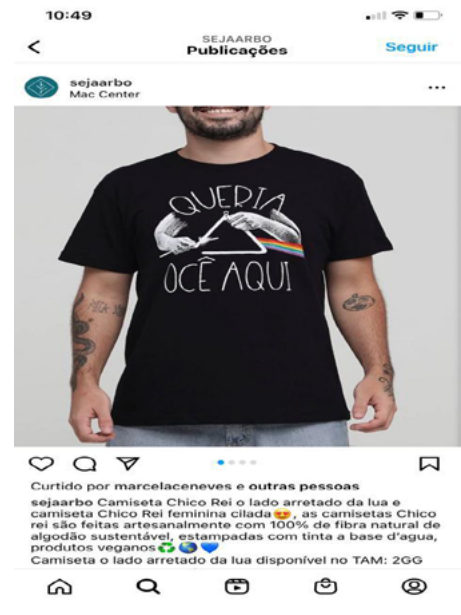 10:49
SEJAARBO
Publicações
Seguir
sejaarbo
Mac Center
QUERIA
OCÊ AQUI
Curtido por marcelaceneves e outras pessoas
sejaarbo Camiseta Chico Rei o lado arretado da lua e
camiseta Chico Rei feminina cilada😍, as camisetas Chico
rei são feitas artesanalmente com 100% de fibra natural de
algodão sustentável, estampadas com tinta a base d'agua,
produtos veganos♻️🌎💙
Camiseta o lado arretado da lua disponível no TAM: 2GG